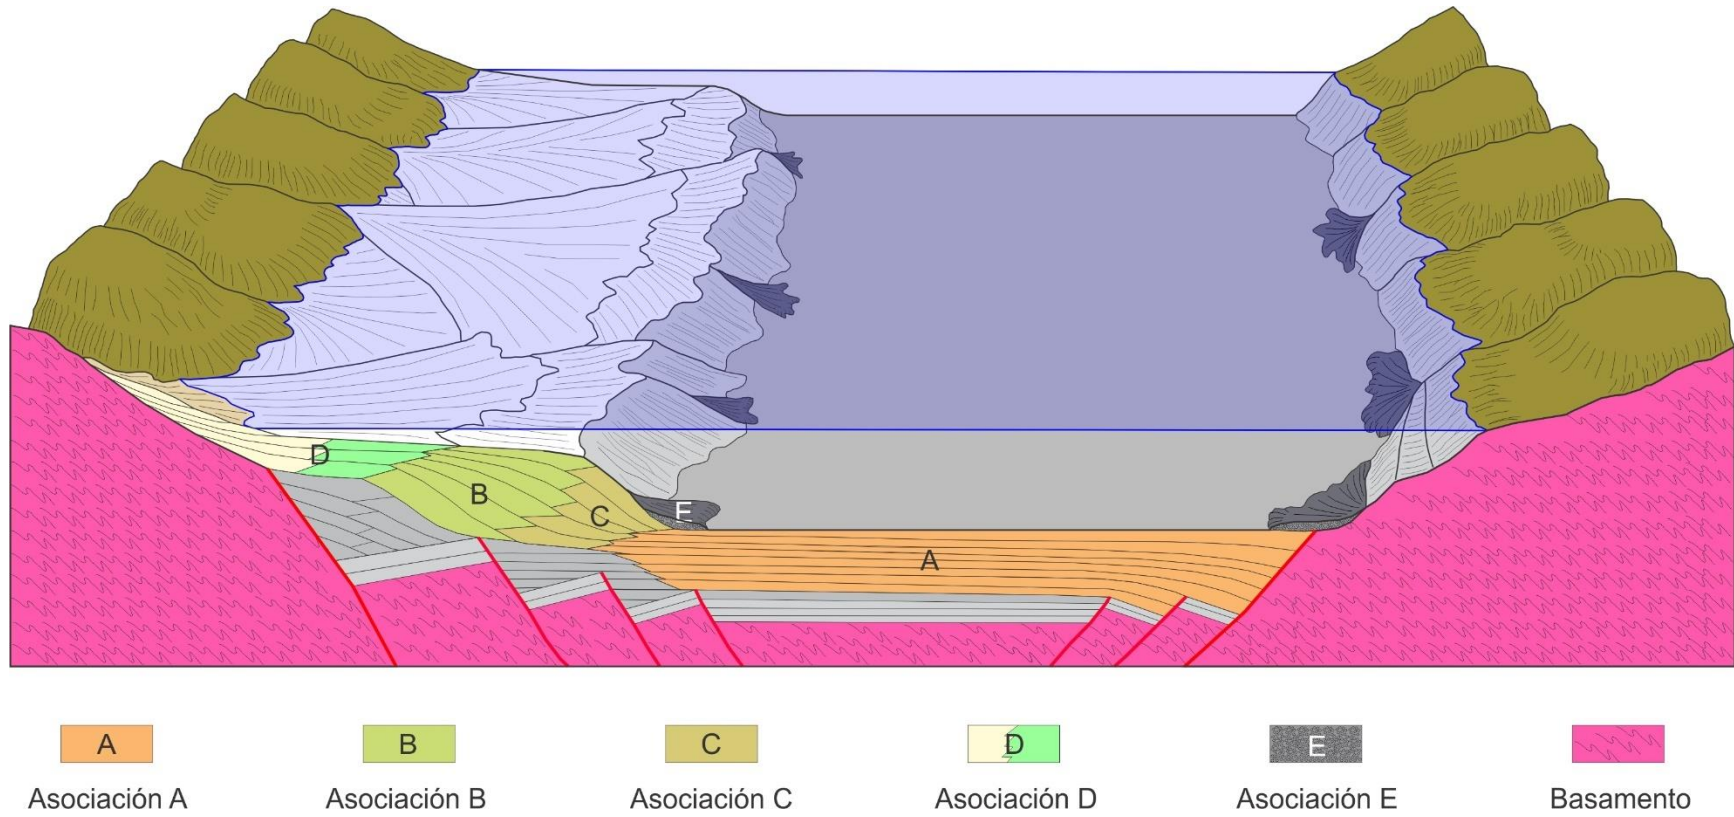 D
B
C
E
A
A
B
C
D
E
Asociación A
Asociación B
Asociación C
Asociación D
Asociación E
Basamento